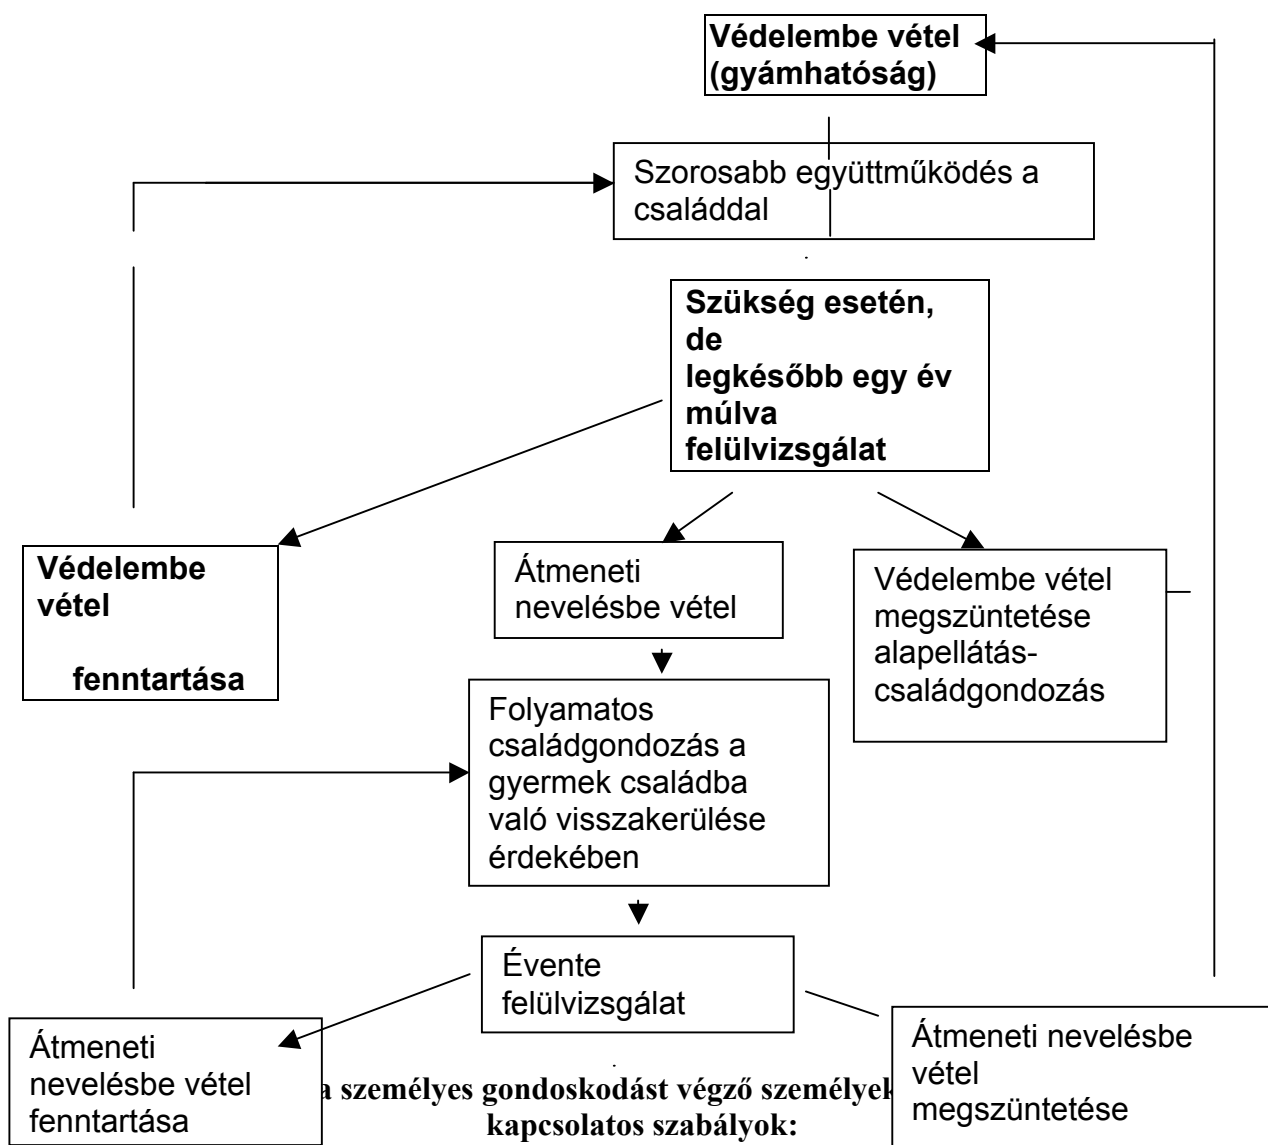 Védelembe vétel
(gyámhatóság)
Szorosabb együttműködés a
családdal
Szükség esetén,
de
legkésőbb egy év
múlva
felülvizsgálat
Védelembe
vétel
fenntartása
Átmeneti
nevelésbe vétel
Védelembe vétel
megszüntetése
alapellátás-
családgondozás
Folyamatos
családgondozás a
gyermek családba
való visszakerülése
érdekében
Évente
felülvizsgálat
Átmeneti
nevelésbe vétel
fenntartása
Átmeneti nevelésbe
vétel
megszüntetése
a személyes gondoskodást végző személyek
kapcsolatos szabályok: